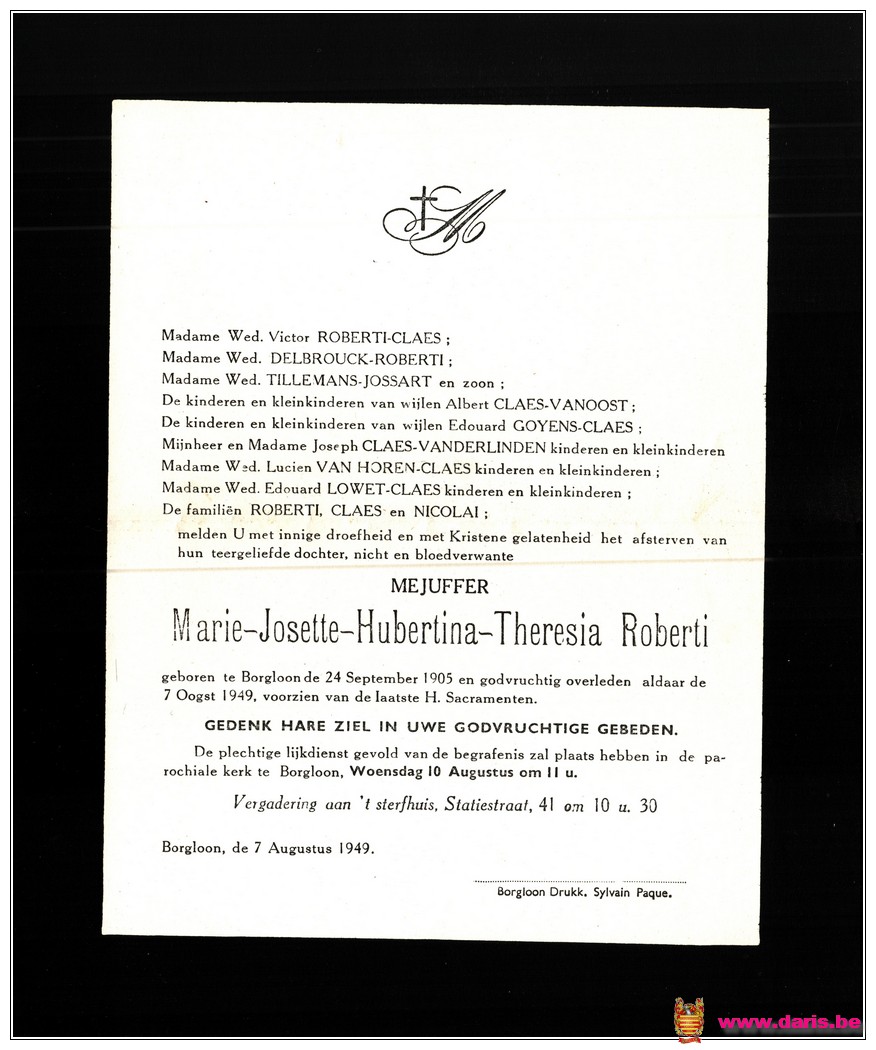 M
Madame Wed. Victor ROBERTI-CLAES ;
Madame Wed. DELBROUCK-ROBERTI ;
Madame Wed. TILLEMANS-JOSSART en zoon ;
De kinderen en kleinkinderen van wijlen Albert CLAES-VANOOST ;
De kinderen en kleinkinderen van wijlen Edouard GOYENS-CLAES ;
Mijnheer en Madame Joseph CLAES-VANDERLINDEN kinderen en kleinkinderen
Madame Wed. Lucien VAN HOREN-CLAES kinderen en kleinkinderen ;
Madame Wed. Edouard LOWET-CLAES kinderen en kleinkinderen ;
De familiën ROBERTI, CLAES en NICOLAI ;
melden U met innige droefheid en met Kristene gelatenheid het afsterven van
hun teergeliefde dochter, nicht en bloedverwante
MEJUFFER
Marie-Josette-Hubertina-Theresia Roberti
geboren te Borgloon de 24 September 1905 en godvruchtig overleden aldaar de
7 Oogst 1949, voorzien van de laatste H. Sacramenten.
GEDENK HARE ZIEL IN UWE GODVRUCHTIGE GEBEDEN.
De plechtige lijkdienst gevold van de begrafenis zal plaats hebben in de pa-
rochiale kerk te Borgloon, Woensdag 10 Augustus om 11 u.
Vergadering aan 't sterfhuis, Statiestraat, 41 om 10 u. 30
Borgloon, de 7 Augustus 1949.
Borgloon Drukk. Sylvain Paque.
www.daris.be